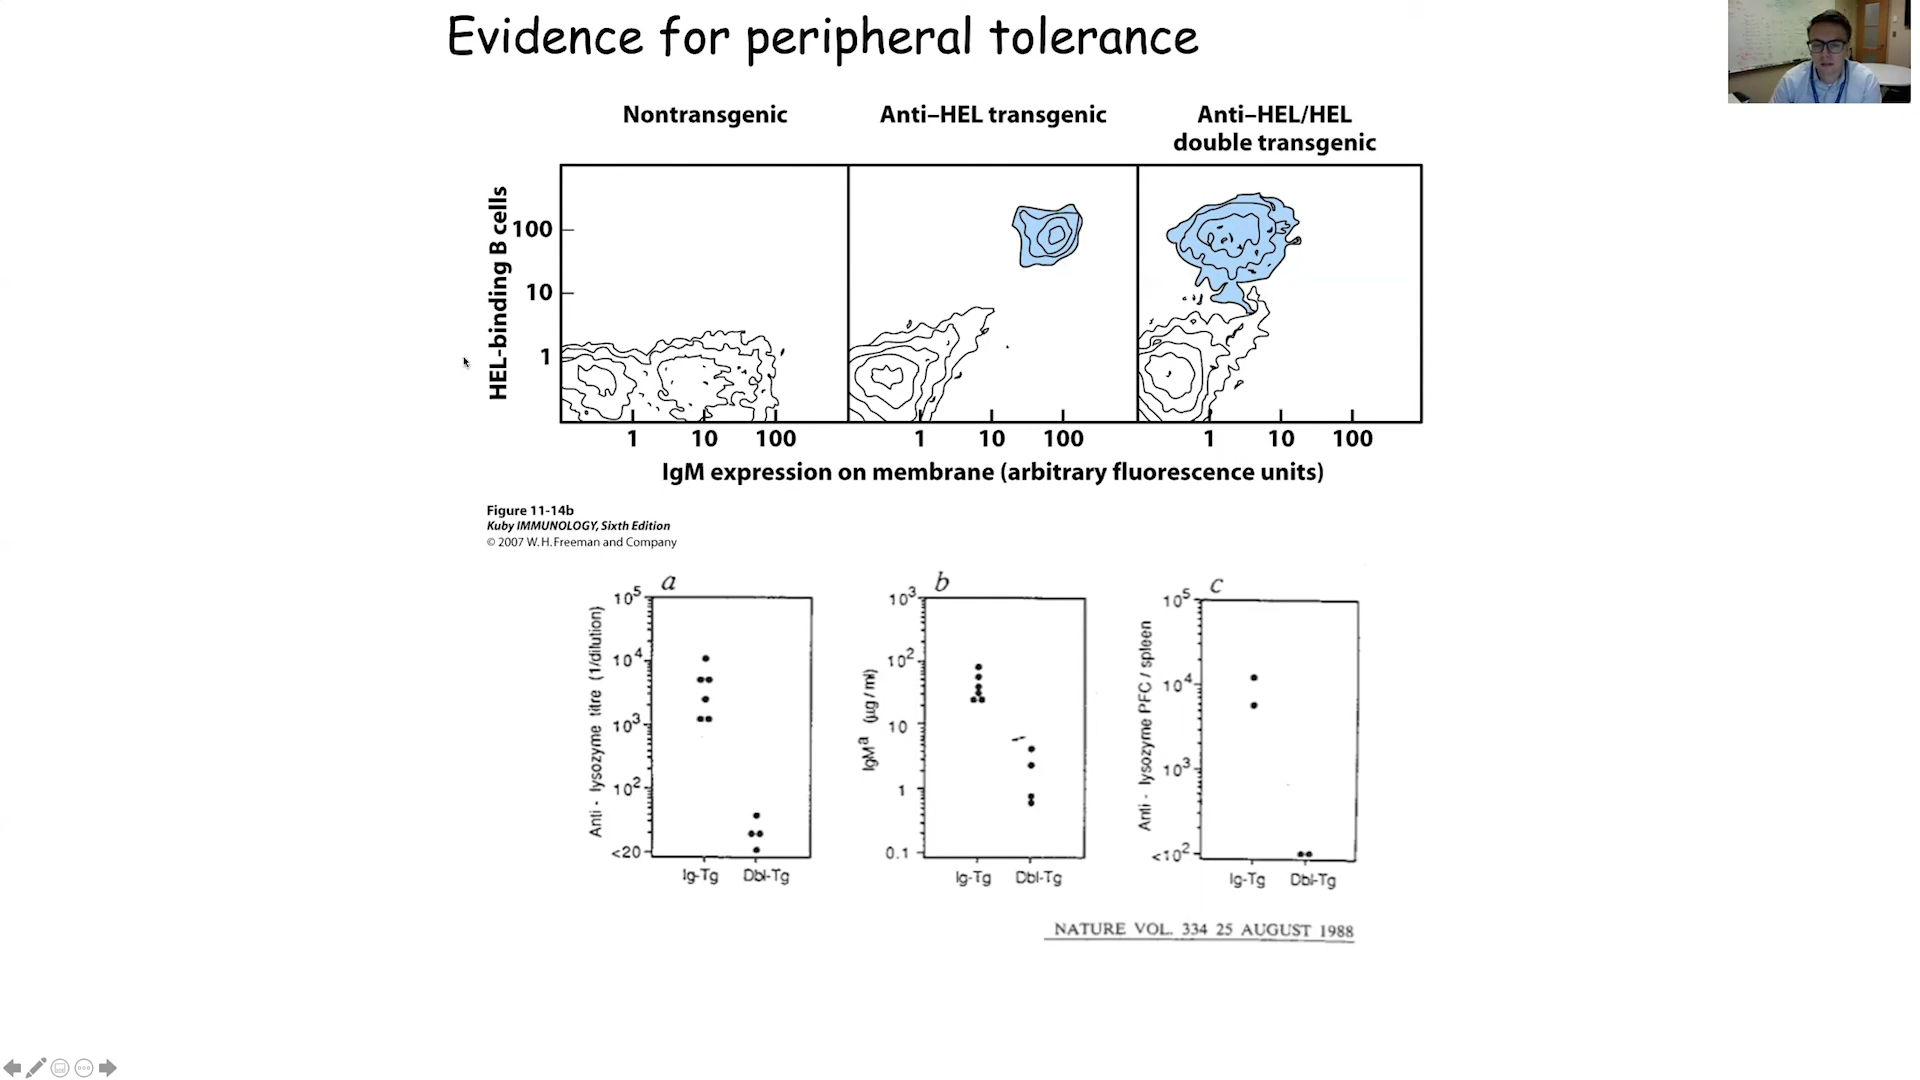 Evidence for peripheral tolerance
Nontransgenic
Anti–HEL transgenic
Anti–HEL/HEL
double transgenic
HEL-binding B cells
100
10
1
1 10 100
1 10 100
1 10 100
IgM expression on membrane (arbitrary fluorescence units)
Figure 11-14b
Kuby IMMUNOLOGY, Sixth Edition
© 2007 W. H. Freeman and Company
a
Anti - lysozyme titre (1/dilution)
10⁵
10⁴
10³
10²
<20
Ig-Tg Dbl-Tg
b
IgMᵃ (µg/ml)
10³
10²
10
1
0.1
Ig-Tg Dbl-Tg
c
Anti - lysozyme PFC / spleen
10⁵
10⁴
10³
<10²
Ig-Tg Dbl-Tg
NATURE VOL. 334 25 AUGUST 1988